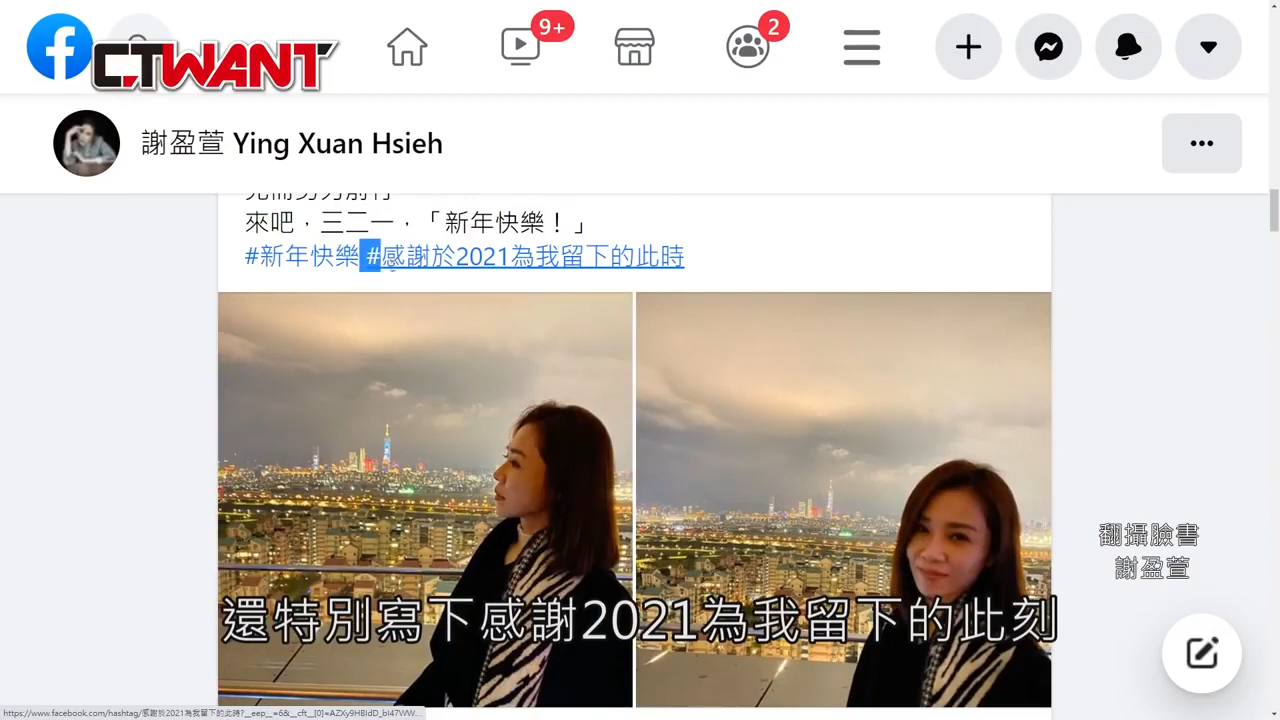 9+
2
CTWANT
謝盈萱 Ying Xuan Hsieh
來吧，三二一，「新年快樂！」
#新年快樂 #感謝於2021為我留下的此時
翻攝臉書
謝盈萱
還特別寫下感謝2021為我留下的此刻